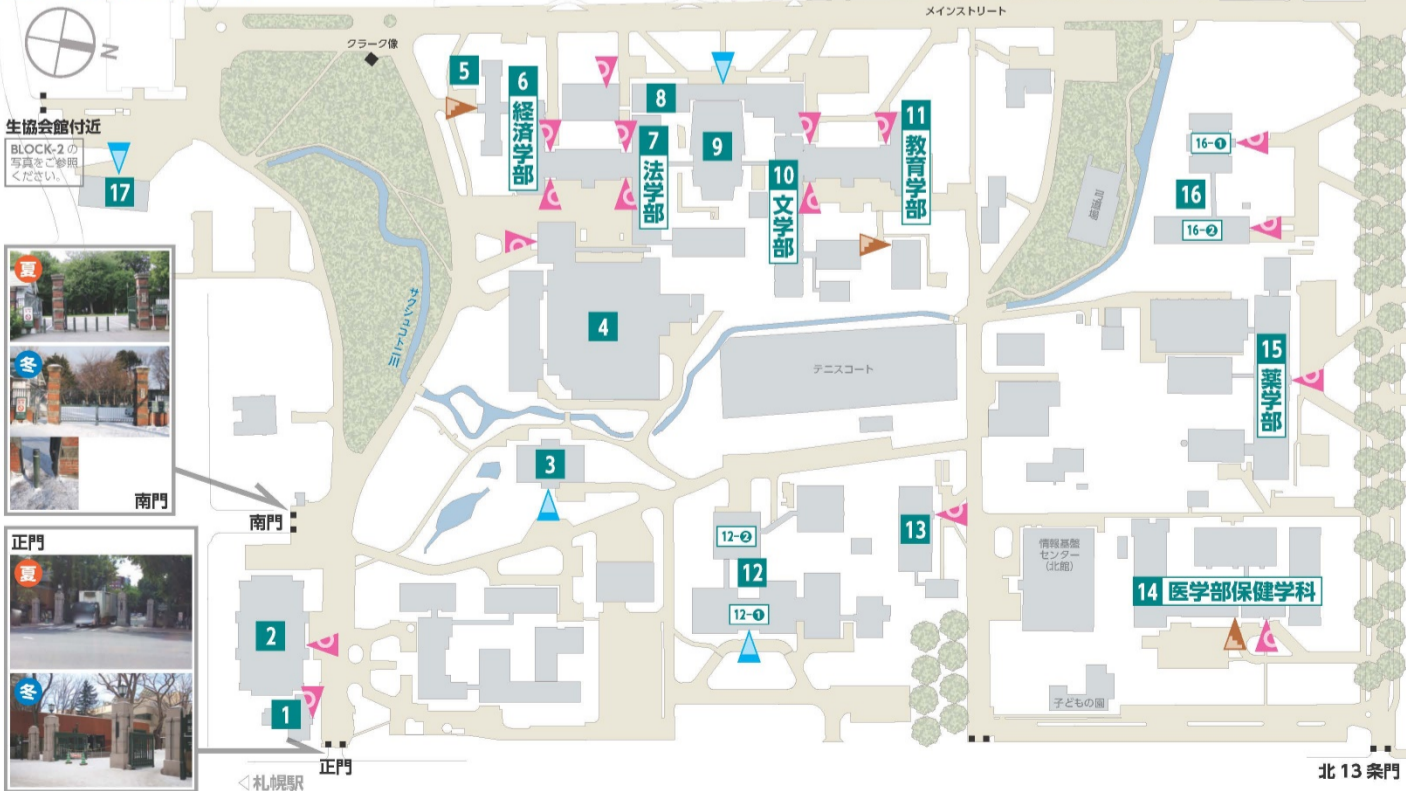 メインストリート
N
クラーク像
生協会館付近
BLOCK-2 の
写真をご参照
ください。
17
5
6
経済学部
7
法学部
8
9
10
文学部
11
教育学部
弓道場
16-❶
16
16-❷
夏
冬
南門
サクシュコトニ川
4
テニスコート
15
薬学部
3
南門
正門
夏
冬
12-❷
12
12-❶
13
情報基盤
センター
(北館)
14 医学部保健学科
2
1
子どもの園
正門
◁札幌駅
北 13 条門